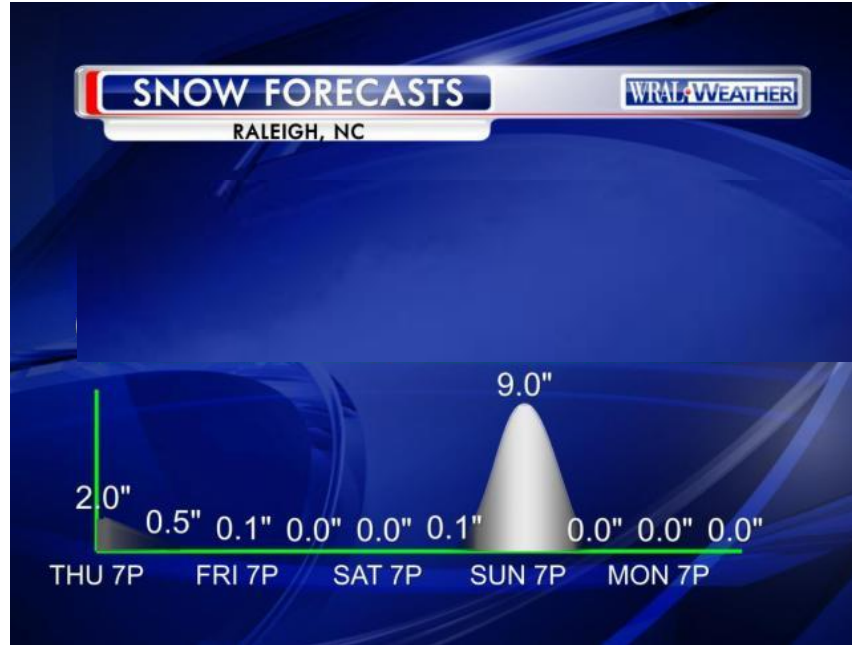 SNOW FORECASTS
WRAL WEATHER
RALEIGH, NC
9.0"
2.0" 0.5" 0.1" 0.0" 0.0" 0.1" 0.0" 0.0" 0.0"
THU 7P FRI 7P SAT 7P SUN 7P MON 7P